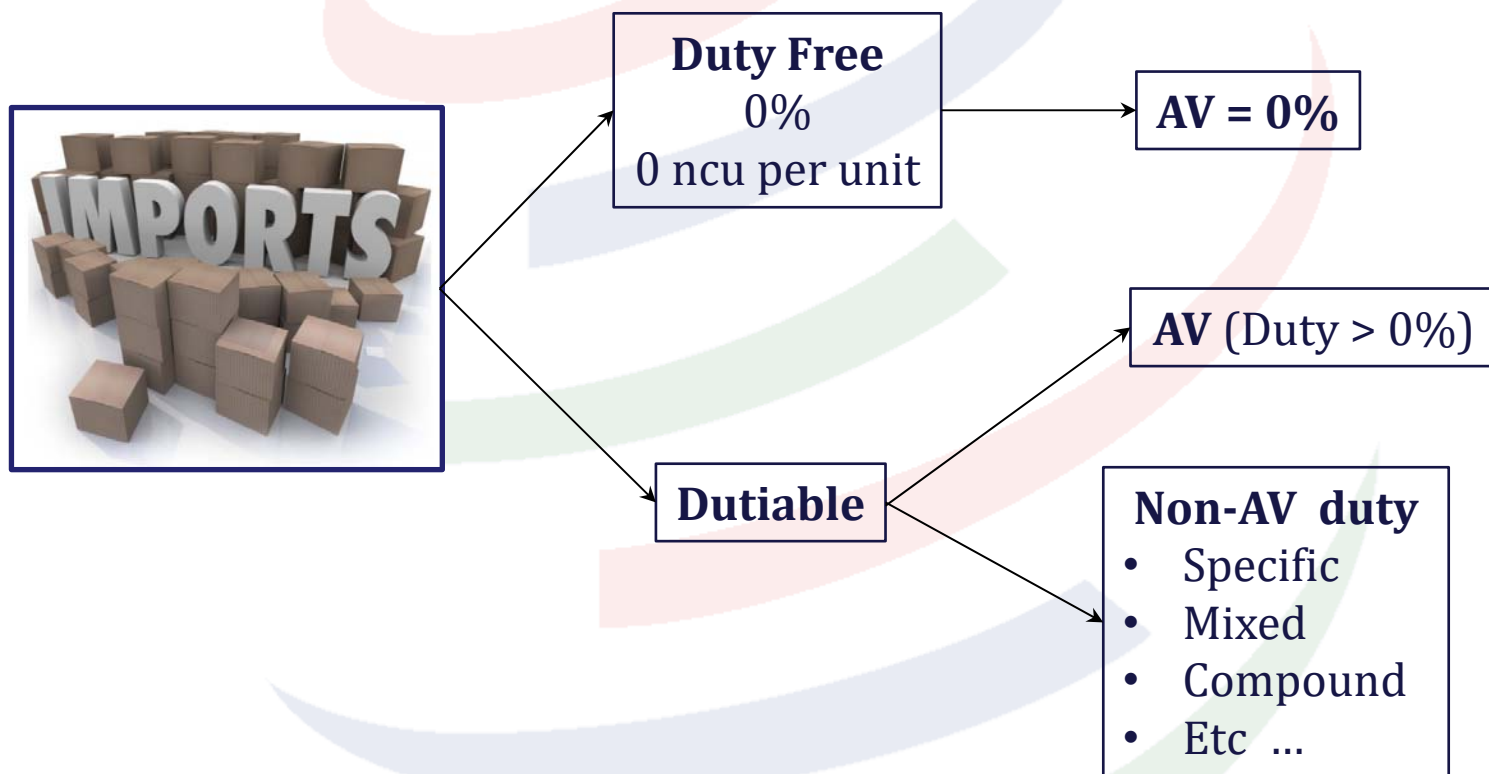 IMPORTS
Duty Free
0%
0 ncu per unit
AV = 0%
Dutiable
AV (Duty > 0%)
Non-AV duty
• Specific
• Mixed
• Compound
• Etc ...